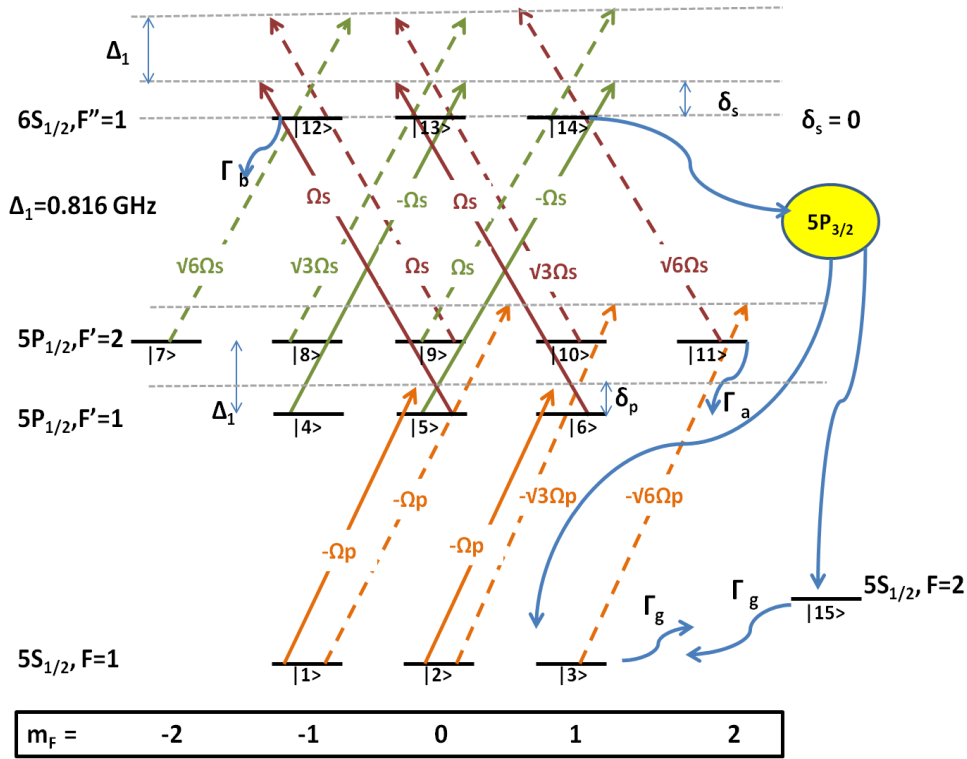 Δ₁
6S₁/₂,F''=1
|12>
|13>
|14>
δₛ
δₛ = 0
Γ b
Δ₁=0.816 GHz
Ωs
-Ωs
Ωs
-Ωs
5P₃/₂
√6Ωs
√3Ωs
Ωs
Ωs
√3Ωs
√6Ωs
5P₁/₂,F'=2
|7>
|8>
|9>
|10>
|11>
Δ₁
δₚ
Γ a
5P₁/₂,F'=1
|4>
|5>
|6>
-Ωp
-√3Ωp
-√6Ωp
-Ωp
-Ωp
Γg
Γg
5S₁/₂, F=2
|15>
5S₁/₂, F=1
|1>
|2>
|3>
m_F = -2 -1 0 1 2